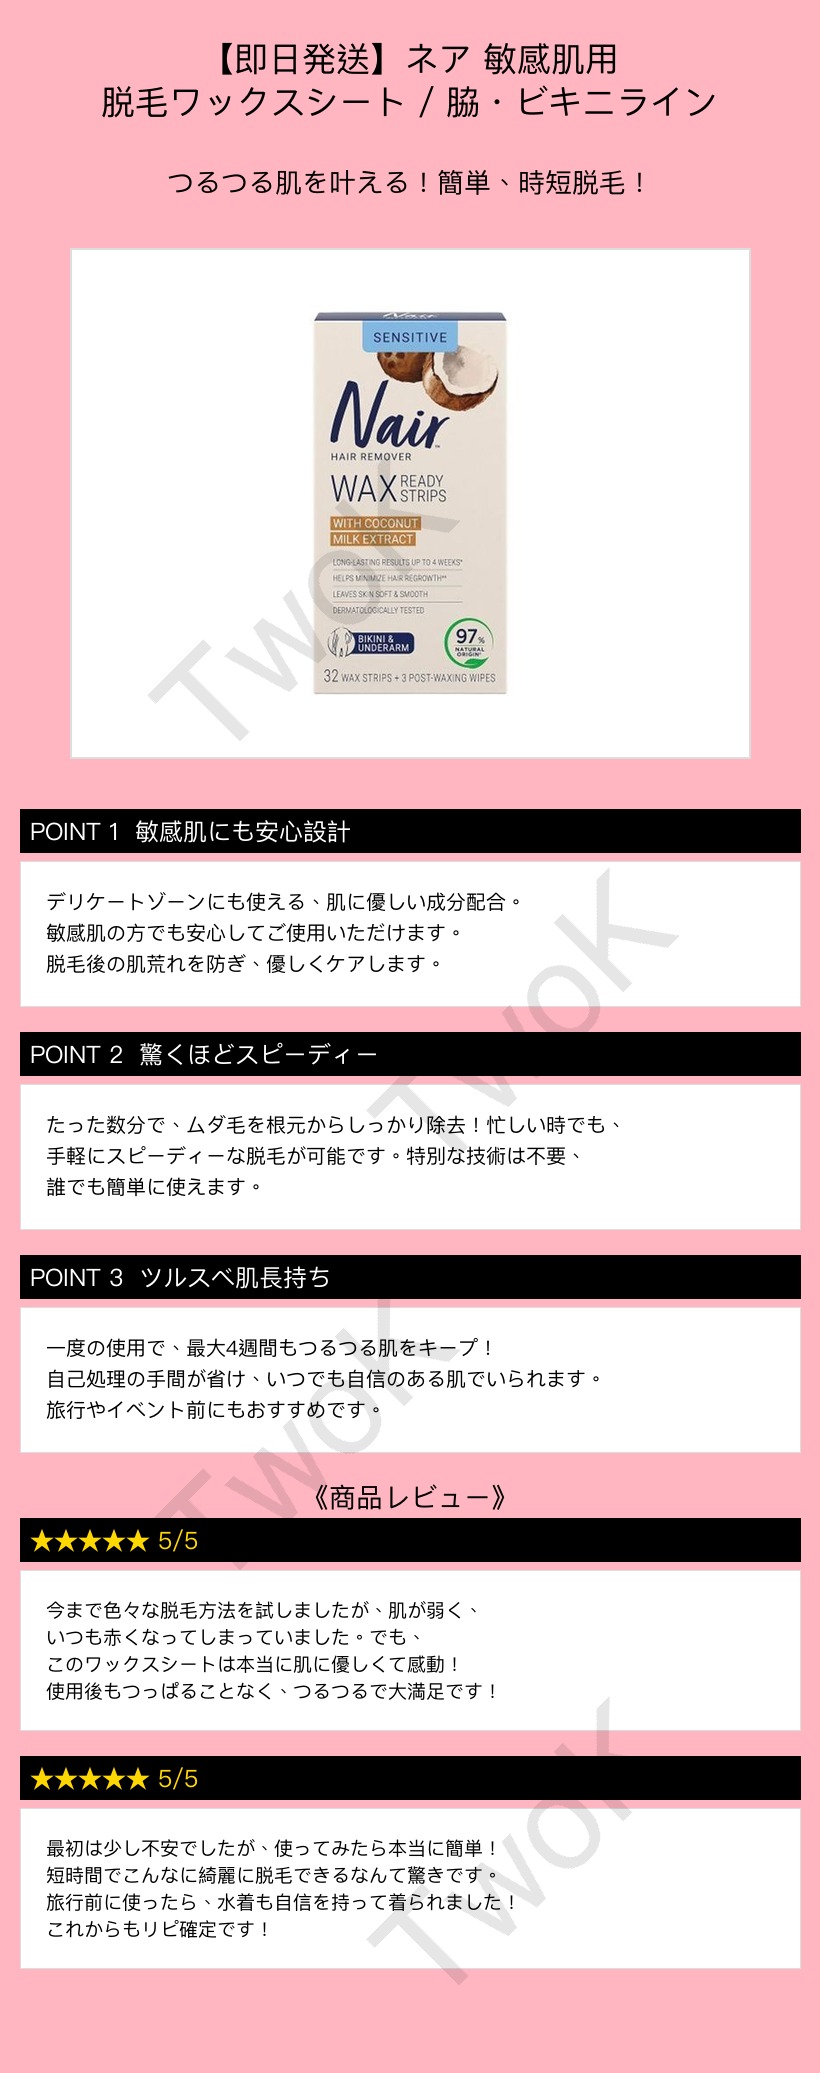 【即日発送】ネア 敏感肌用
脱毛ワックスシート / 脇・ビキニライン
つるつる肌を叶える！簡単、時短脱毛！
Nair
SENSITIVE
Nair
HAIR REMOVER
WAX READY STRIPS
WITH COCONUT
MILK EXTRACT
LONG-LASTING RESULTS UP TO 4 WEEKS*
HELPS MINIMIZE HAIR REGROWTH**
LEAVES SKIN SOFT & SMOOTH
DERMATOLOGICALLY TESTED
BIKINI &
UNDERARM
97%
NATURAL
ORIGIN*
32 WAX STRIPS + 3 POST-WAXING WIPES
TwoK
POINT 1 敏感肌にも安心設計
デリケートゾーンにも使える、肌に優しい成分配合。
敏感肌の方でも安心してご使用いただけます。
脱毛後の肌荒れを防ぎ、優しくケアします。
TwoK
POINT 2 驚くほどスピーディー
たった数分で、ムダ毛を根元からしっかり除去！忙しい時でも、
手軽にスピーディーな脱毛が可能です。特別な技術は不要、
誰でも簡単に使えます。
POINT 3 ツルスベ肌長持ち
一度の使用で、最大4週間もつるつる肌をキープ！
自己処理の手間が省け、いつでも自信のある肌でいられます。
旅行やイベント前にもおすすめです。
TwoK
《商品レビュー》
★★★★★ 5/5
今まで色々な脱毛方法を試しましたが、肌が弱く、
いつも赤くなってしまっていました。でも、
このワックスシートは本当に肌に優しくて感動！
使用後もつっぱることなく、つるつるで大満足です！
★★★★★ 5/5
最初は少し不安でしたが、使ってみたら本当に簡単！
短時間でこんなに綺麗に脱毛できるなんて驚きです。
旅行前に使ったら、水着も自信を持って着られました！
これからもリピ確定です！
TwoK